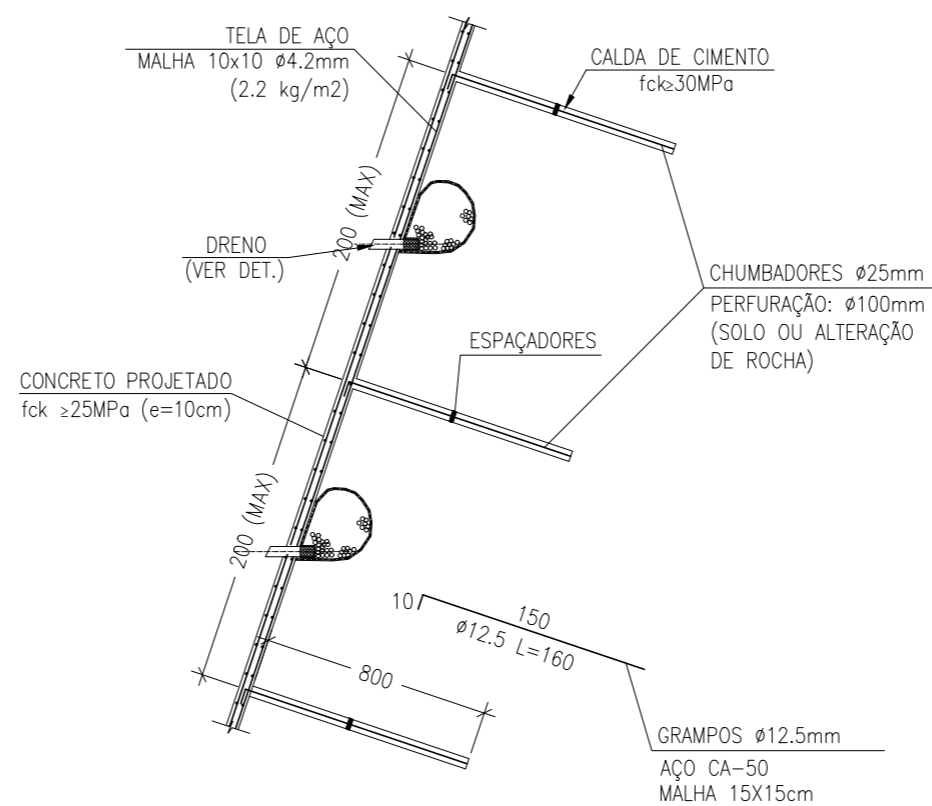 TELA DE AÇO
MALHA 10x10 ø4.2mm
(2.2 kg/m2)
CALDA DE CIMENTO
fck≥30MPa
200 (MAX)
DRENO
(VER DET.)
CHUMBADORES ø25mm
PERFURAÇÃO: ø100mm
(SOLO OU ALTERAÇÃO
DE ROCHA)
ESPAÇADORES
CONCRETO PROJETADO
fck ≥25MPa (e=10cm)
200 (MAX)
10
150
ø12.5 L=160
800
GRAMPOS ø12.5mm
AÇO CA-50
MALHA 15X15cm